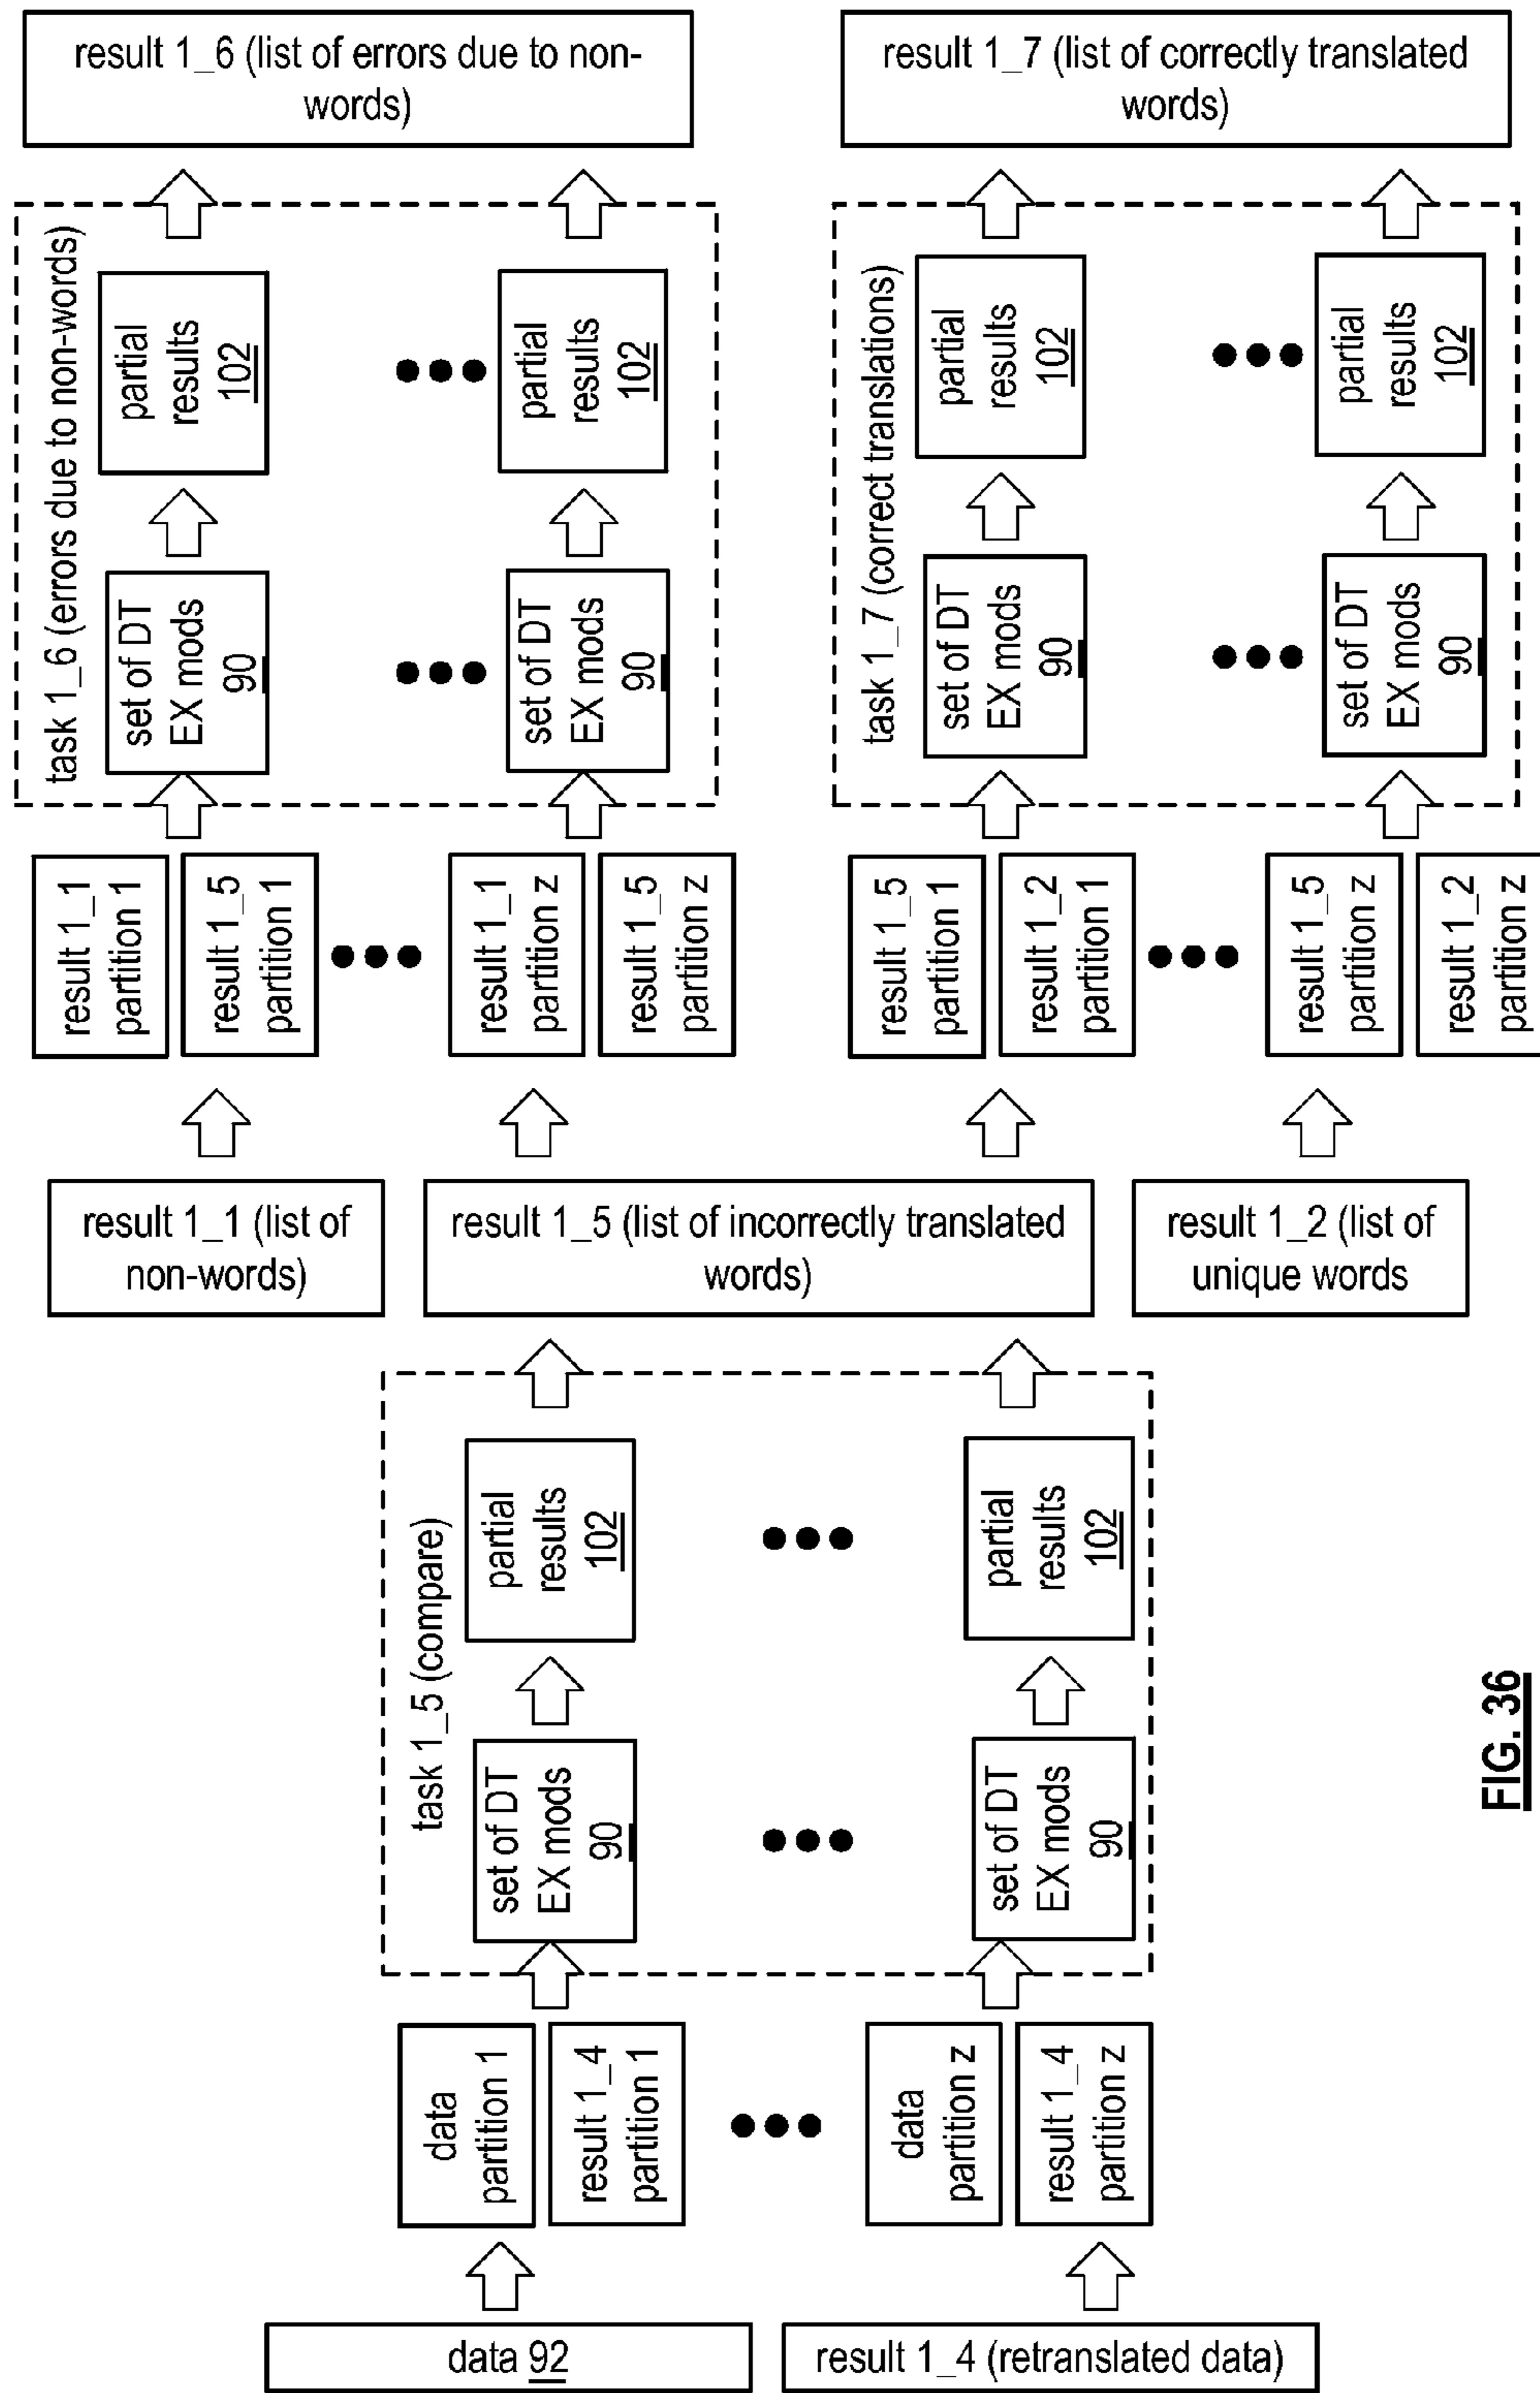 data 92
result 1_4 (retranslated data)
data
partition 1
result 1_4
partition 1
data
partition z
result 1_4
partition z
task 1_5 (compare)
set of DT
EX mods
90
partial
results
102
set of DT
EX mods
90
partial
results
102
result 1_1 (list of
non-words)
result 1_5 (list of incorrectly translated
words)
result 1_2 (list of
unique words
result 1_1
partition 1
result 1_5
partition 1
result 1_1
partition z
result 1_5
partition z
result 1_5
partition 1
result 1_2
partition 1
result 1_5
partition z
result 1_2
partition z
task 1_6 (errors due to non-words)
set of DT
EX mods
90
partial
results
102
set of DT
EX mods
90
partial
results
102
task 1_7 (correct translations)
set of DT
EX mods
90
partial
results
102
set of DT
EX mods
90
partial
results
102
result 1_6 (list of errors due to non-
words)
result 1_7 (list of correctly translated
words)
FIG. 36